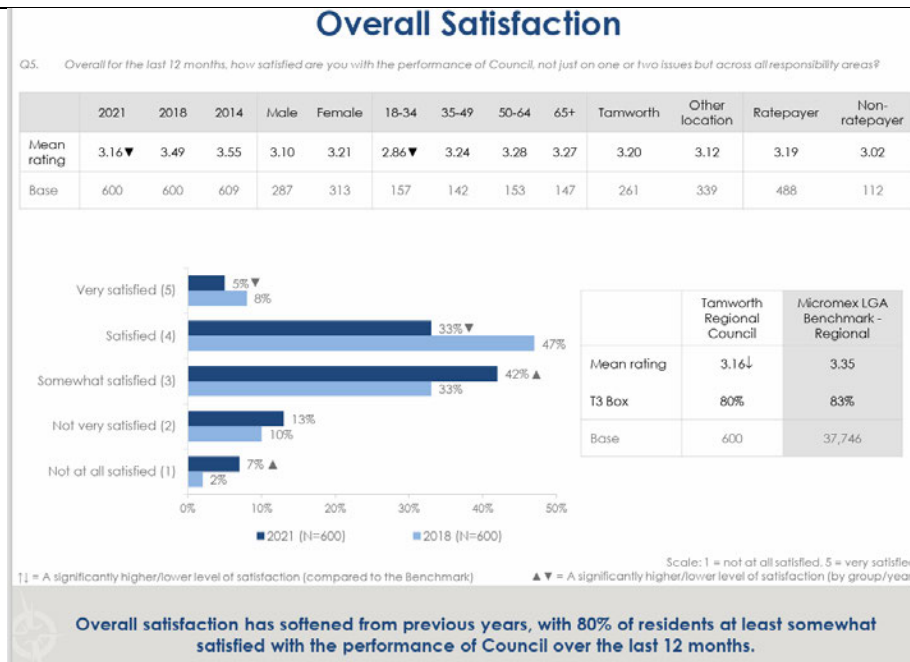 Overall Satisfaction
Q5. Overall for the last 12 months, how satisfied are you with the performance of Council, not just on one or two issues but across all responsibility areas?
2021 2018 2014 Male Female 18-34 35-49 50-64 65+ Tamworth Other location Ratepayer Non-ratepayer
Mean rating 3.16▼ 3.49 3.55 3.10 3.21 2.86▼ 3.24 3.28 3.27 3.20 3.12 3.19 3.02
Base 600 600 609 287 313 157 142 153 147 261 339 488 112
Very satisfied (5) 5%▼ 8%
Satisfied (4) 33%▼ 47%
Somewhat satisfied (3) 42%▲ 33%
Not very satisfied (2) 13% 10%
Not at all satisfied (1) 7%▲ 2%
0% 10% 20% 30% 40% 50%
2021 (N=600) 2018 (N=600)
Tamworth Regional Council Micromex LGA Benchmark - Regional
Mean rating 3.16↓ 3.35
T3 Box 80% 83%
Base 600 37,746
Scale: 1 = not at all satisfied, 5 = very satisfie
↑↓ = A significantly higher/lower level of satisfaction (compared to the Benchmark)
▲▼ = A significantly higher/lower level of satisfaction (by group/year
Overall satisfaction has softened from previous years, with 80% of residents at least somewhat
satisfied with the performance of Council over the last 12 months.